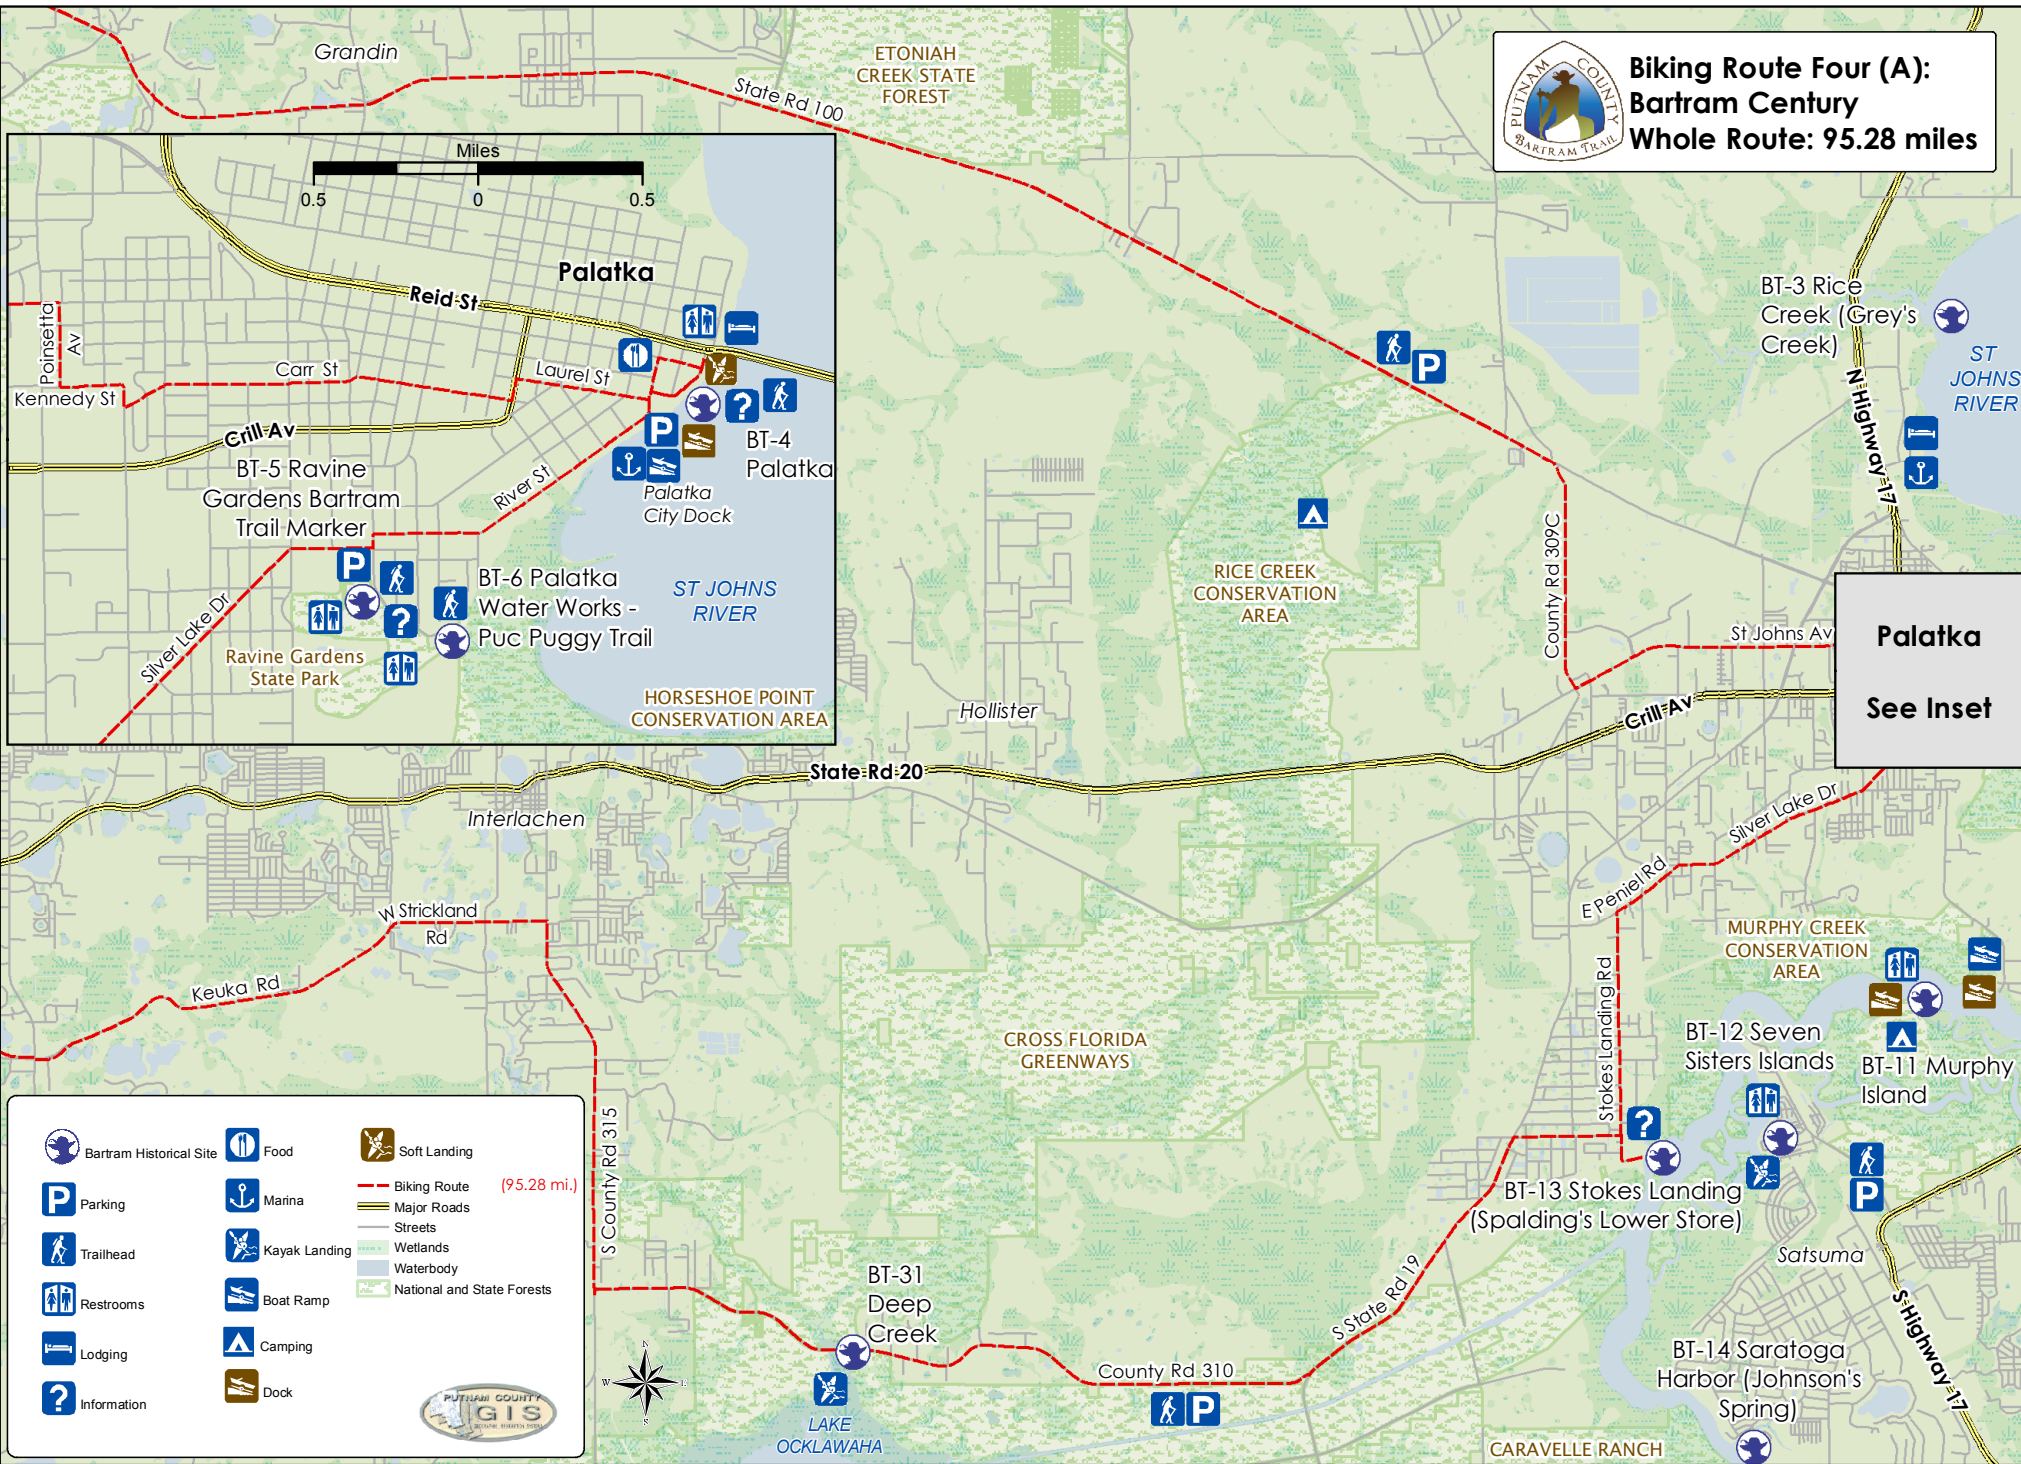 Grandin
State Rd 100
ETONIAH
CREEK STATE
FOREST
PUTNAM COUNTY
BARTRAM TRAIL
Biking Route Four (A):
Bartram Century
Whole Route: 95.28 miles
Miles
0.5 0 0.5
Palatka
Reid St
Poinsetta
Av
Carr St
Laurel St
Kennedy St
Crill Av
BT-4
Palatka
BT-5 Ravine
Gardens Bartram
Trail Marker
River St
Palatka
City Dock
BT-6 Palatka
Water Works -
Puc Puggy Trail
ST JOHNS
RIVER
Silver Lake Dr
Ravine Gardens
State Park
HORSESHOE POINT
CONSERVATION AREA
BT-3 Rice
Creek (Grey's
Creek)
ST
JOHNS
RIVER
N Highway 17
County Rd 309C
RICE CREEK
CONSERVATION
AREA
St Johns Av
Palatka
See Inset
Hollister
Crill Av
State Rd 20
Interlachen
Silver Lake Dr
E Peniel Rd
W Strickland
Rd
Keuka Rd
MURPHY CREEK
CONSERVATION
AREA
Stokes Landing Rd
CROSS FLORIDA
GREENWAYS
BT-12 Seven
Sisters Islands
BT-11 Murphy
Island
S County Rd 315
BT-13 Stokes Landing
(Spalding's Lower Store)
Satsuma
BT-31
Deep
Creek
S State Rd 19
S Highway 17
County Rd 310
BT-14 Saratoga
Harbor (Johnson's
Spring)
LAKE
OCKLAWAHA
CARAVELLE RANCH
Bartram Historical Site
P Parking
Trailhead
Restrooms
Lodging
? Information
Food
Marina
Kayak Landing
Boat Ramp
Camping
Dock
Soft Landing
Biking Route (95.28 mi.)
Major Roads
Streets
Wetlands
Waterbody
National and State Forests
PUTNAM COUNTY
GIS
N
W
S